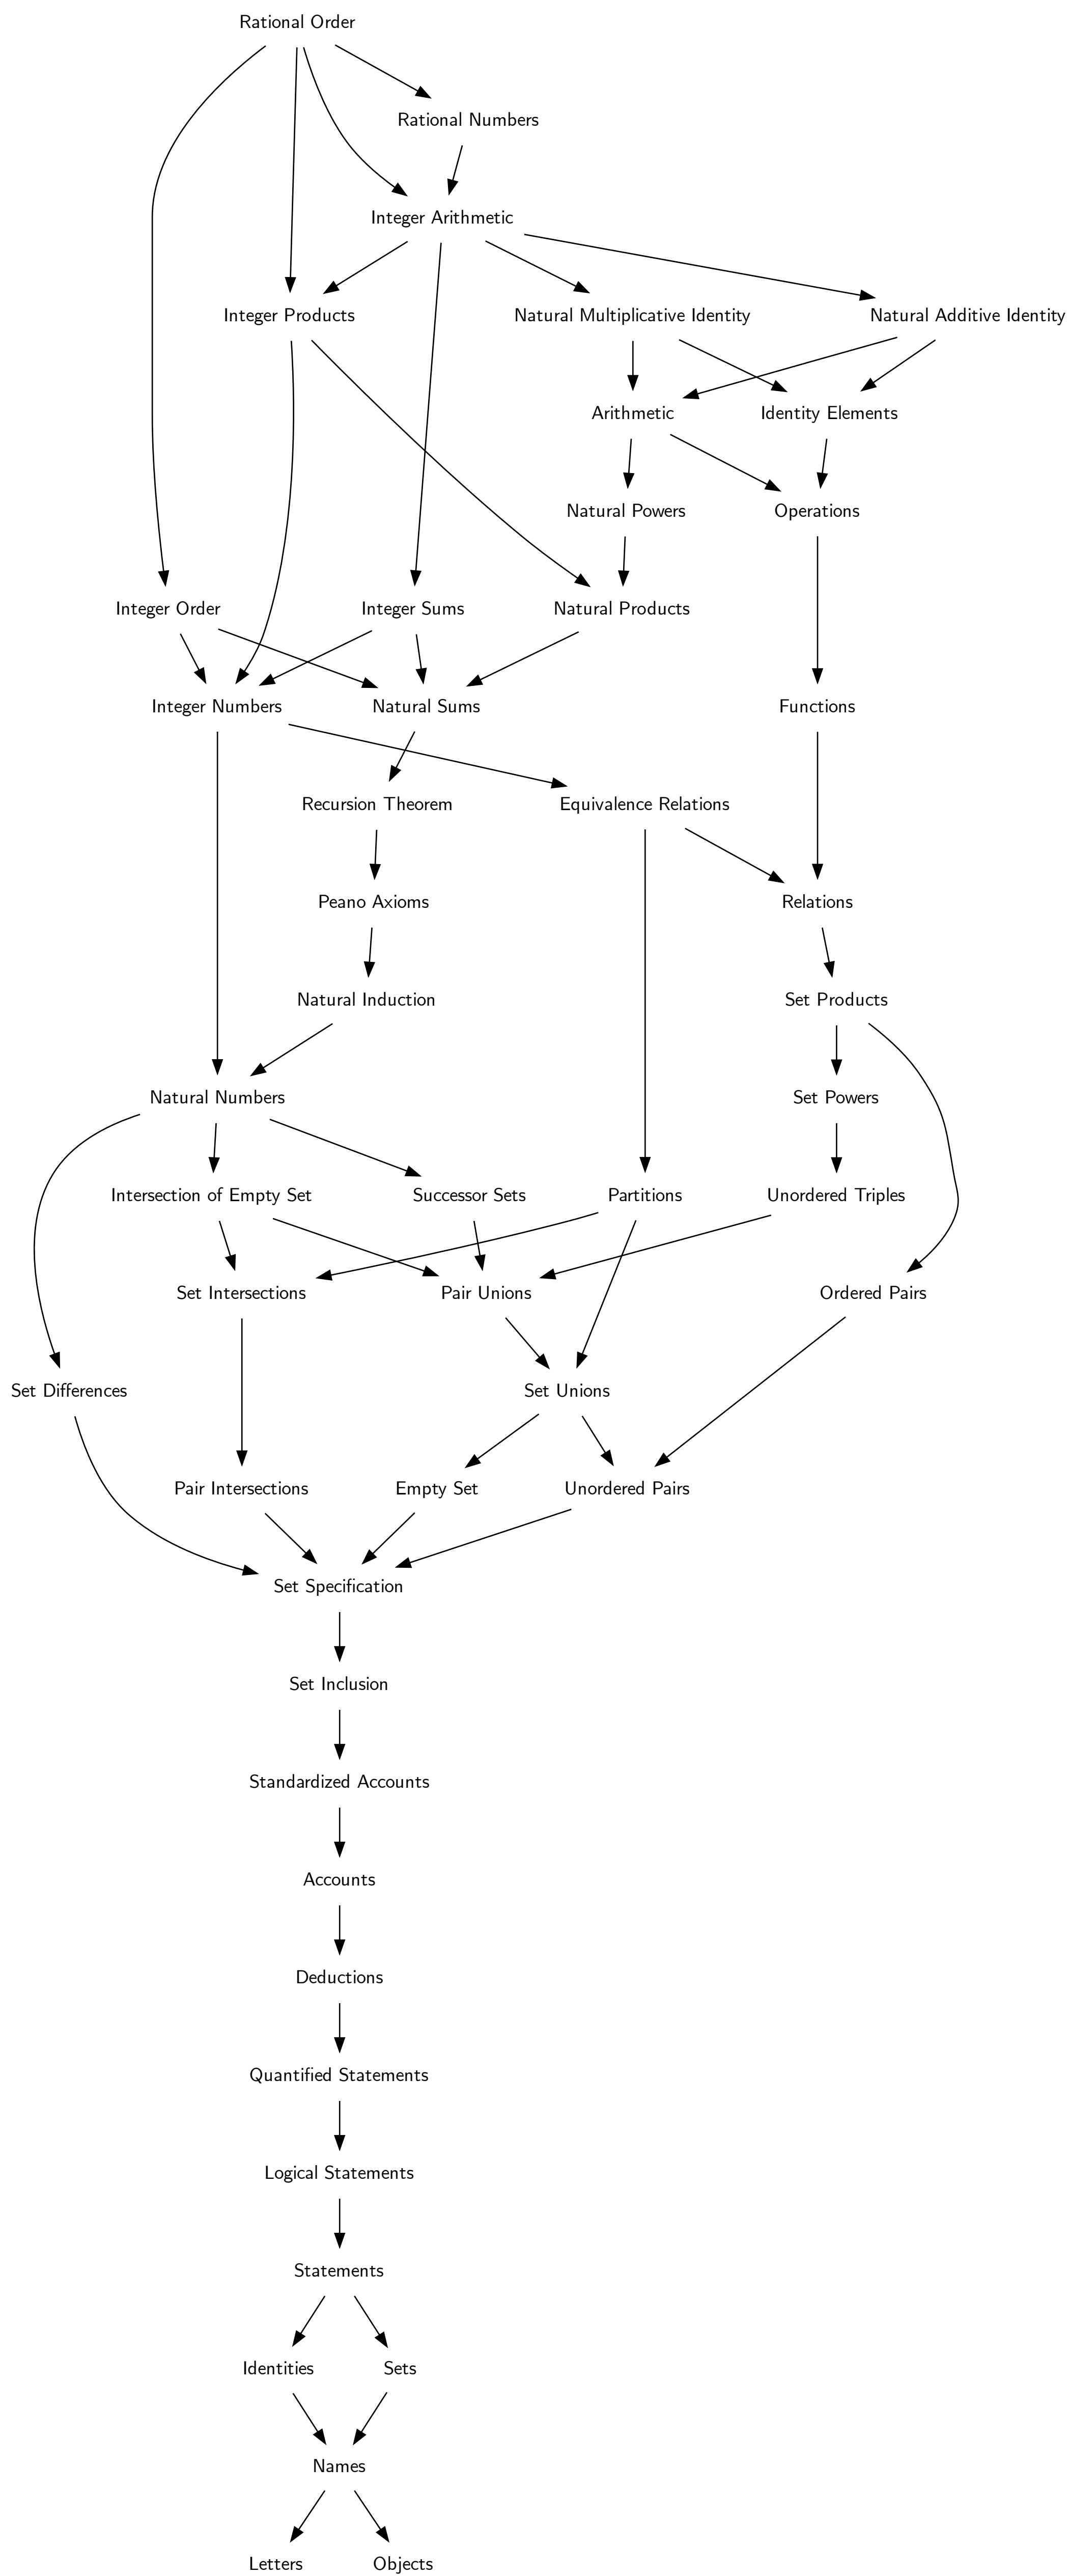 Rational Order
Rational Numbers
Integer Arithmetic
Integer Products
Natural Multiplicative Identity
Natural Additive Identity
Arithmetic
Identity Elements
Natural Powers
Operations
Integer Order
Integer Sums
Natural Products
Integer Numbers
Natural Sums
Functions
Recursion Theorem
Equivalence Relations
Peano Axioms
Relations
Natural Induction
Set Products
Natural Numbers
Set Powers
Intersection of Empty Set
Successor Sets
Partitions
Unordered Triples
Set Intersections
Pair Unions
Ordered Pairs
Set Differences
Set Unions
Pair Intersections
Empty Set
Unordered Pairs
Set Specification
Set Inclusion
Standardized Accounts
Accounts
Deductions
Quantified Statements
Logical Statements
Statements
Identities
Sets
Names
Letters
Objects